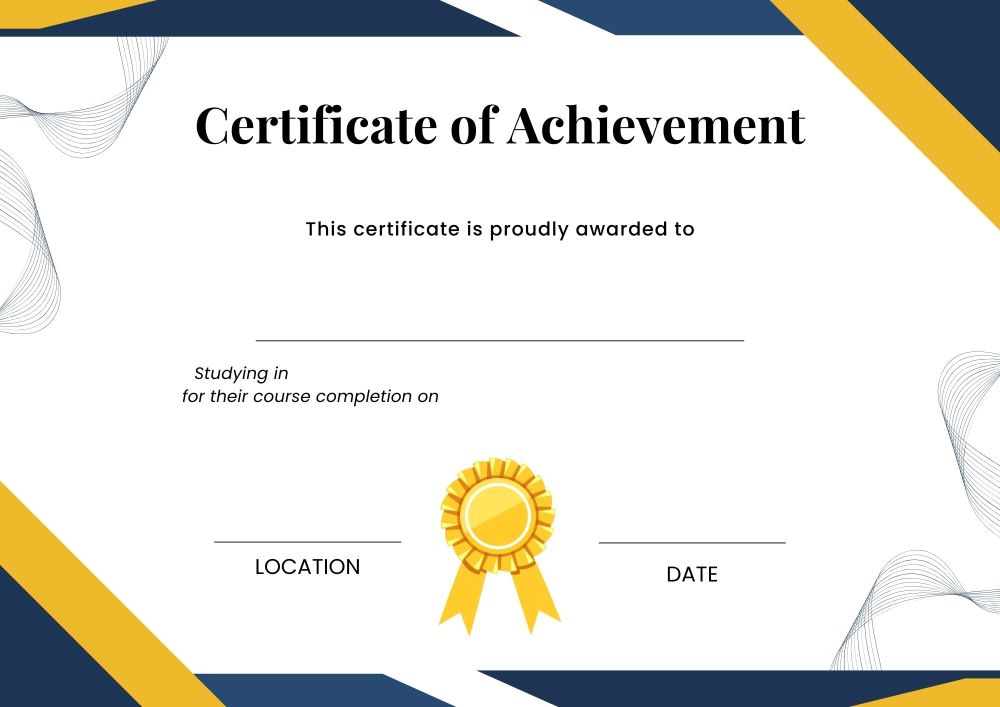 Certificate of Achievement
This certificate is proudly awarded to
Studying in
for their course completion on
LOCATION
DATE